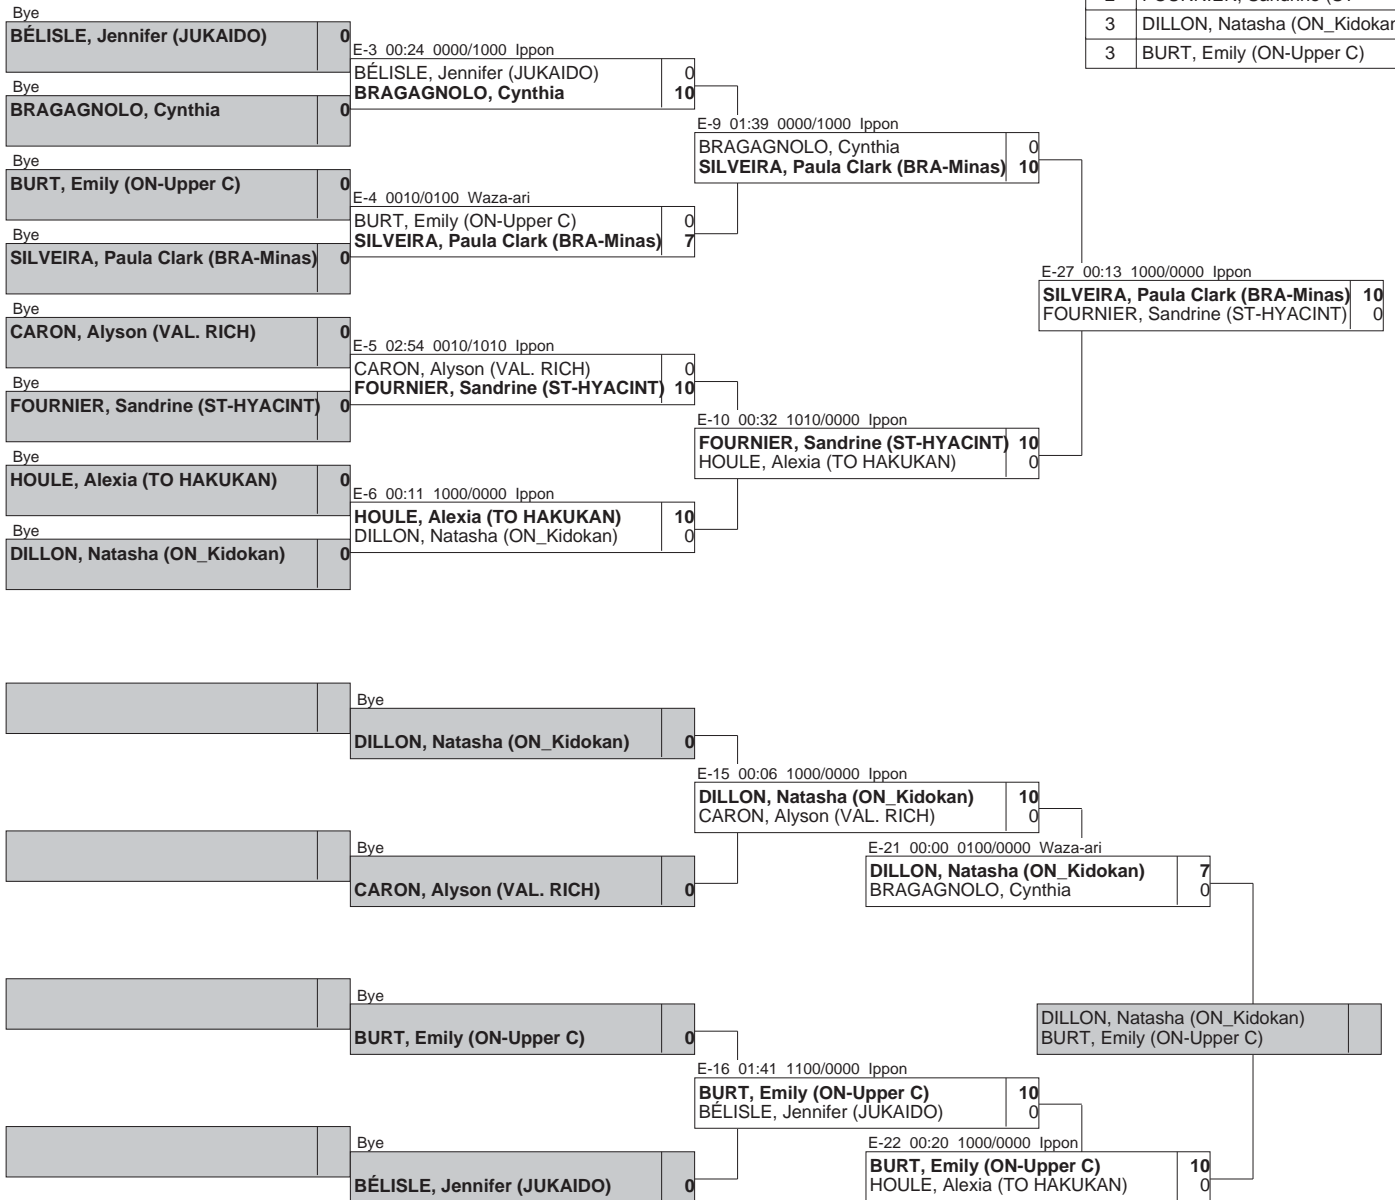 Bye
BÉLISLE, Jennifer (JUKAIDO) 0
Bye
BRAGAGNOLO, Cynthia 0
Bye
BURT, Emily (ON-Upper C) 0
Bye
SILVEIRA, Paula Clark (BRA-Minas) 0
Bye
CARON, Alyson (VAL. RICH) 0
Bye
FOURNIER, Sandrine (ST-HYACINT) 0
Bye
HOULE, Alexia (TO HAKUKAN) 0
Bye
DILLON, Natasha (ON_Kidokan) 0
E-3 00:24 0000/1000 Ippon
BÉLISLE, Jennifer (JUKAIDO) 0
BRAGAGNOLO, Cynthia 10
E-4 0010/0100 Waza-ari
BURT, Emily (ON-Upper C) 0
SILVEIRA, Paula Clark (BRA-Minas) 7
E-5 02:54 0010/1010 Ippon
CARON, Alyson (VAL. RICH) 0
FOURNIER, Sandrine (ST-HYACINT) 10
E-6 00:11 1000/0000 Ippon
HOULE, Alexia (TO HAKUKAN) 10
DILLON, Natasha (ON_Kidokan) 0
E-9 01:39 0000/1000 Ippon
BRAGAGNOLO, Cynthia 0
SILVEIRA, Paula Clark (BRA-Minas) 10
E-10 00:32 1010/0000 Ippon
FOURNIER, Sandrine (ST-HYACINT) 10
HOULE, Alexia (TO HAKUKAN) 0
E-27 00:13 1000/0000 Ippon
SILVEIRA, Paula Clark (BRA-Minas) 10
FOURNIER, Sandrine (ST-HYACINT) 0
3 DILLON, Natasha (ON_Kidokan
3 BURT, Emily (ON-Upper C)
Bye
DILLON, Natasha (ON_Kidokan) 0
Bye
CARON, Alyson (VAL. RICH) 0
Bye
BURT, Emily (ON-Upper C) 0
Bye
BÉLISLE, Jennifer (JUKAIDO) 0
E-15 00:06 1000/0000 Ippon
DILLON, Natasha (ON_Kidokan) 10
CARON, Alyson (VAL. RICH) 0
E-16 01:41 1100/0000 Ippon
BURT, Emily (ON-Upper C) 10
BÉLISLE, Jennifer (JUKAIDO) 0
E-21 00:00 0100/0000 Waza-ari
DILLON, Natasha (ON_Kidokan) 7
BRAGAGNOLO, Cynthia 0
E-22 00:20 1000/0000 Ippon
BURT, Emily (ON-Upper C) 10
HOULE, Alexia (TO HAKUKAN) 0
DILLON, Natasha (ON_Kidokan)
BURT, Emily (ON-Upper C)